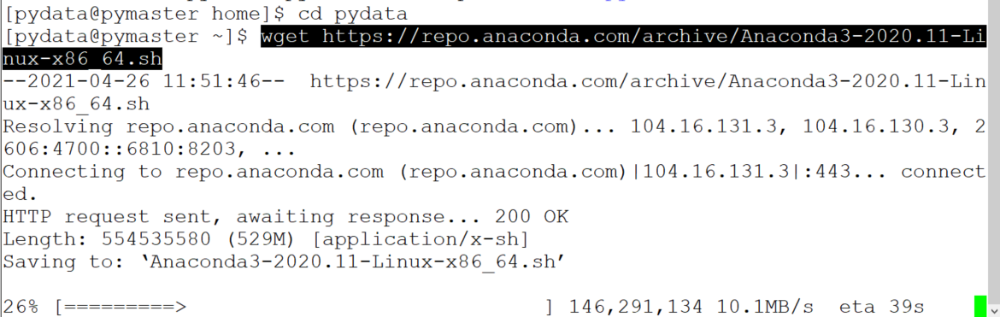 [pydata@pymaster home]$ cd pydata
[pydata@pymaster ~]$ wget https://repo.anaconda.com/archive/Anaconda3-2020.11-Li
nux-x86_64.sh
--2021-04-26 11:51:46--  https://repo.anaconda.com/archive/Anaconda3-2020.11-Lin
ux-x86_64.sh
Resolving repo.anaconda.com (repo.anaconda.com)... 104.16.131.3, 104.16.130.3, 2
606:4700::6810:8203, ...
Connecting to repo.anaconda.com (repo.anaconda.com)|104.16.131.3|:443... connect
ed.
HTTP request sent, awaiting response... 200 OK
Length: 554535580 (529M) [application/x-sh]
Saving to: ‘Anaconda3-2020.11-Linux-x86_64.sh’
26% [=========>                             ] 146,291,134 10.1MB/s  eta 39s